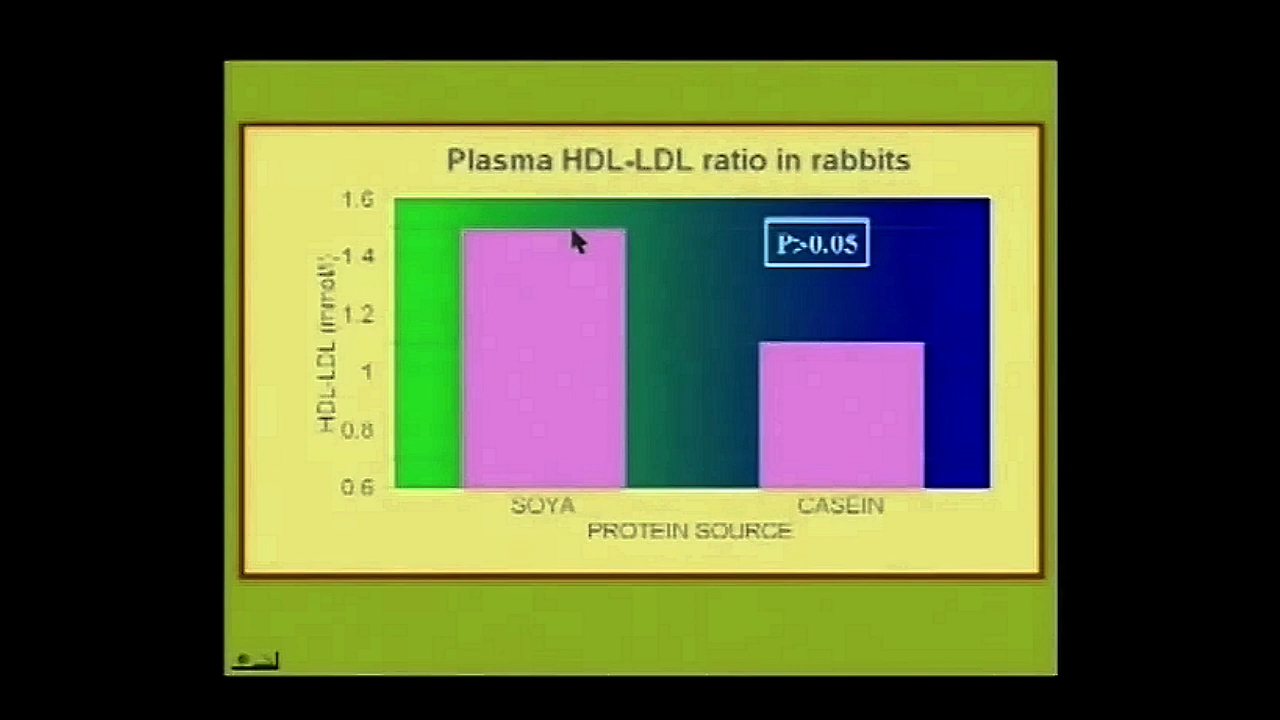 Plasma HDL-LDL ratio in rabbits
1.6
1.4
1.2
1
0.8
0.6
HDL-LDL
P>0.05
SOYA
CASEIN
PROTEIN SOURCE